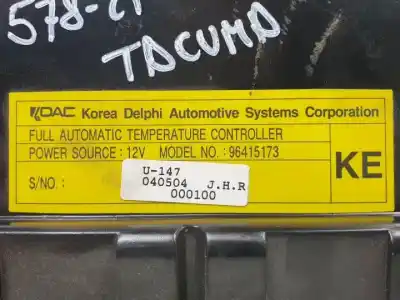 578-
TACUMA
KDAC Korea Delphi Automotive Systems Corporation
FULL AUTOMATIC TEMPERATURE CONTROLLER
POWER SOURCE : 12V MODEL NO. : 96415173
KE
S/NO. :
U-147
040504 J.H.R
000100